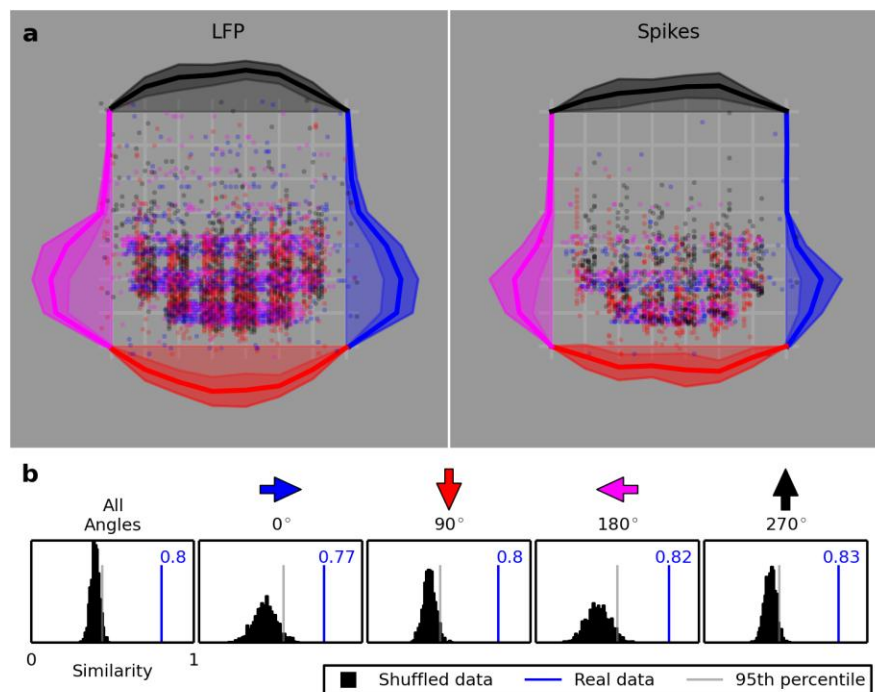 a
LFP
Spikes
b
All
Angles
0°
90°
180°
270°
0.8
0.77
0.8
0.82
0.83
0
1
Similarity
Shuffled data
Real data
95th percentile